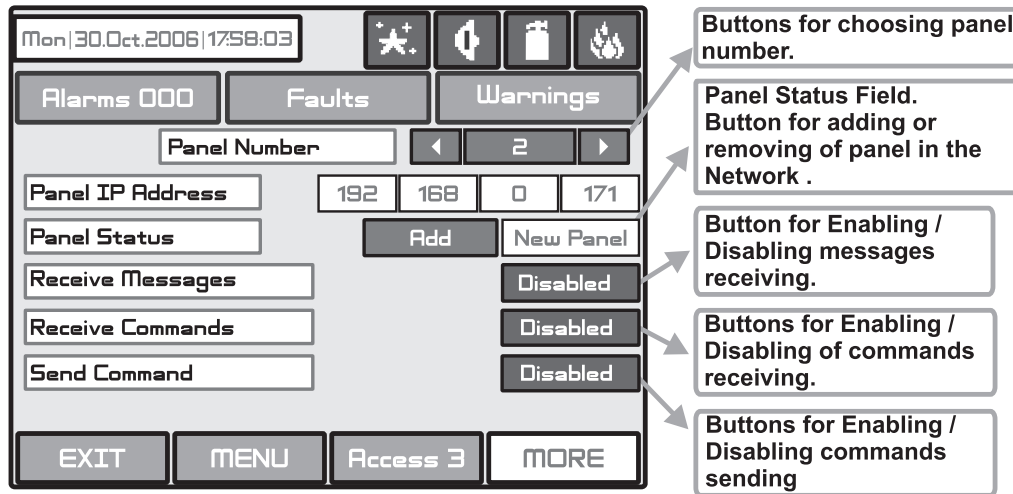 Mon|30.Oct.2006|17:58:03
Alarms 000 Faults Warnings
Panel Number 2
Panel IP Address 192 168 0 171
Panel Status Add New Panel
Receive Messages Disabled
Receive Commands Disabled
Send Command Disabled
EXIT MENU Access 3 MORE
Buttons for choosing panel
number.
Panel Status Field.
Button for adding or
removing of panel in the
Network .
Button for Enabling /
Disabling messages
receiving.
Buttons for Enabling /
Disabling of commands
receiving.
Buttons for Enabling /
Disabling commands
sending